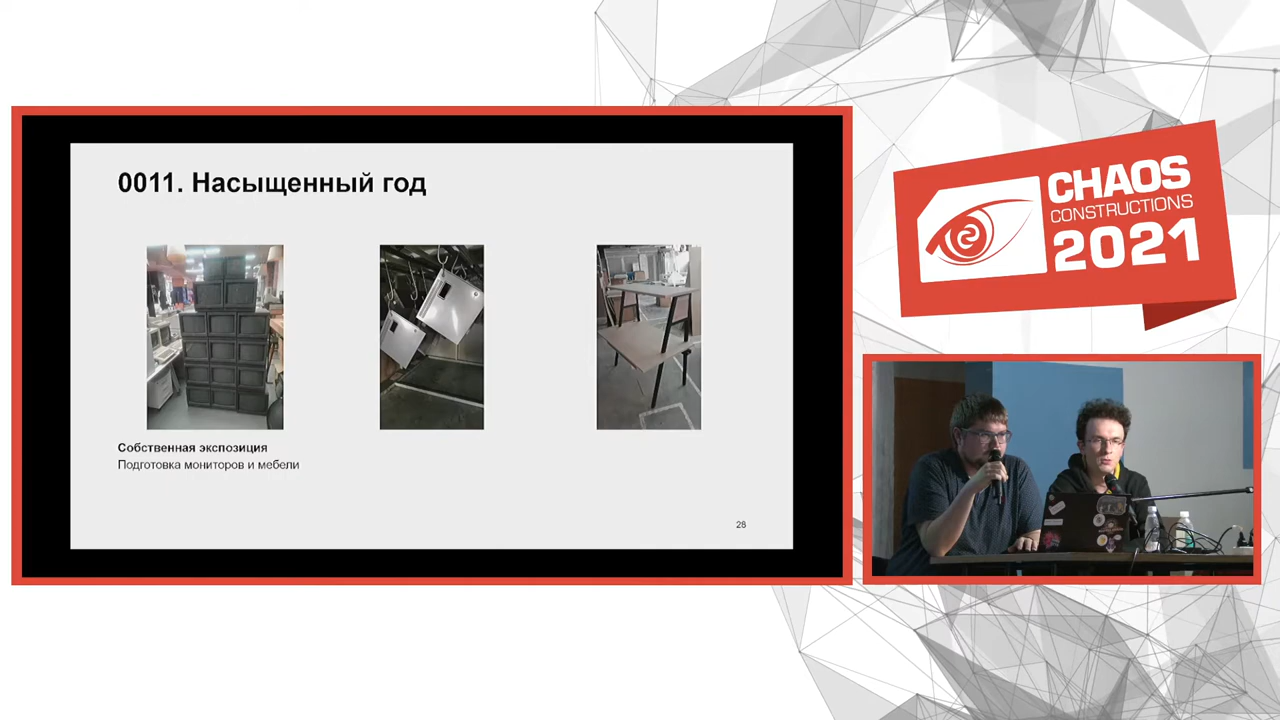 0011. Насыщенный год
Собственная экспозиция
Подготовка мониторов и мебели
28
CHAOS
CONSTRUCTIONS
2021